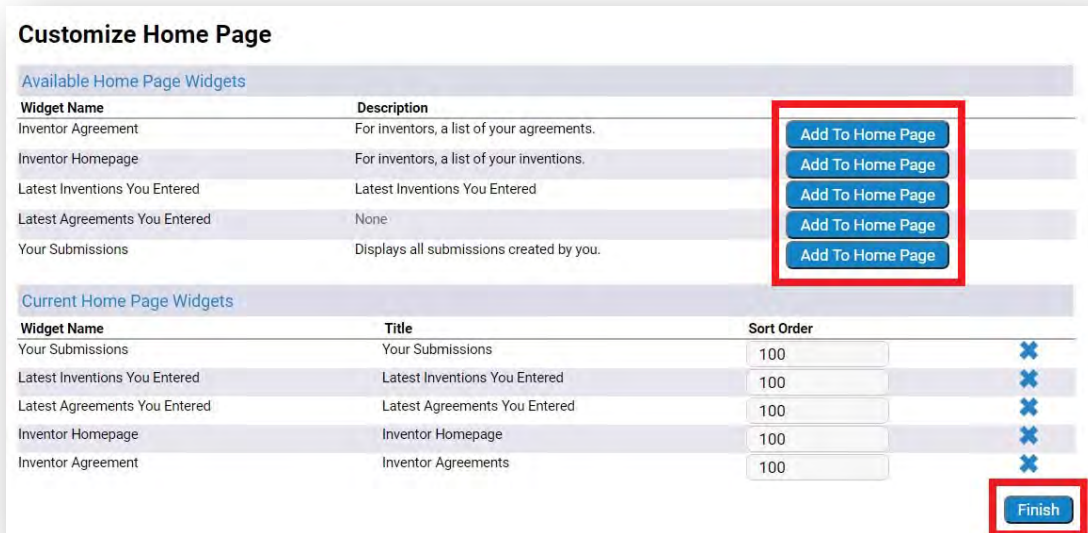 Customize Home Page
Available Home Page Widgets
Widget Name Description
Inventor Agreement For inventors, a list of your agreements. Add To Home Page
Inventor Homepage For inventors, a list of your inventions. Add To Home Page
Latest Inventions You Entered Latest Inventions You Entered Add To Home Page
Latest Agreements You Entered None Add To Home Page
Your Submissions Displays all submissions created by you. Add To Home Page
Current Home Page Widgets
Widget Name Title Sort Order
Your Submissions Your Submissions 100
Latest Inventions You Entered Latest Inventions You Entered 100
Latest Agreements You Entered Latest Agreements You Entered 100
Inventor Homepage Inventor Homepage 100
Inventor Agreement Inventor Agreements 100
Finish